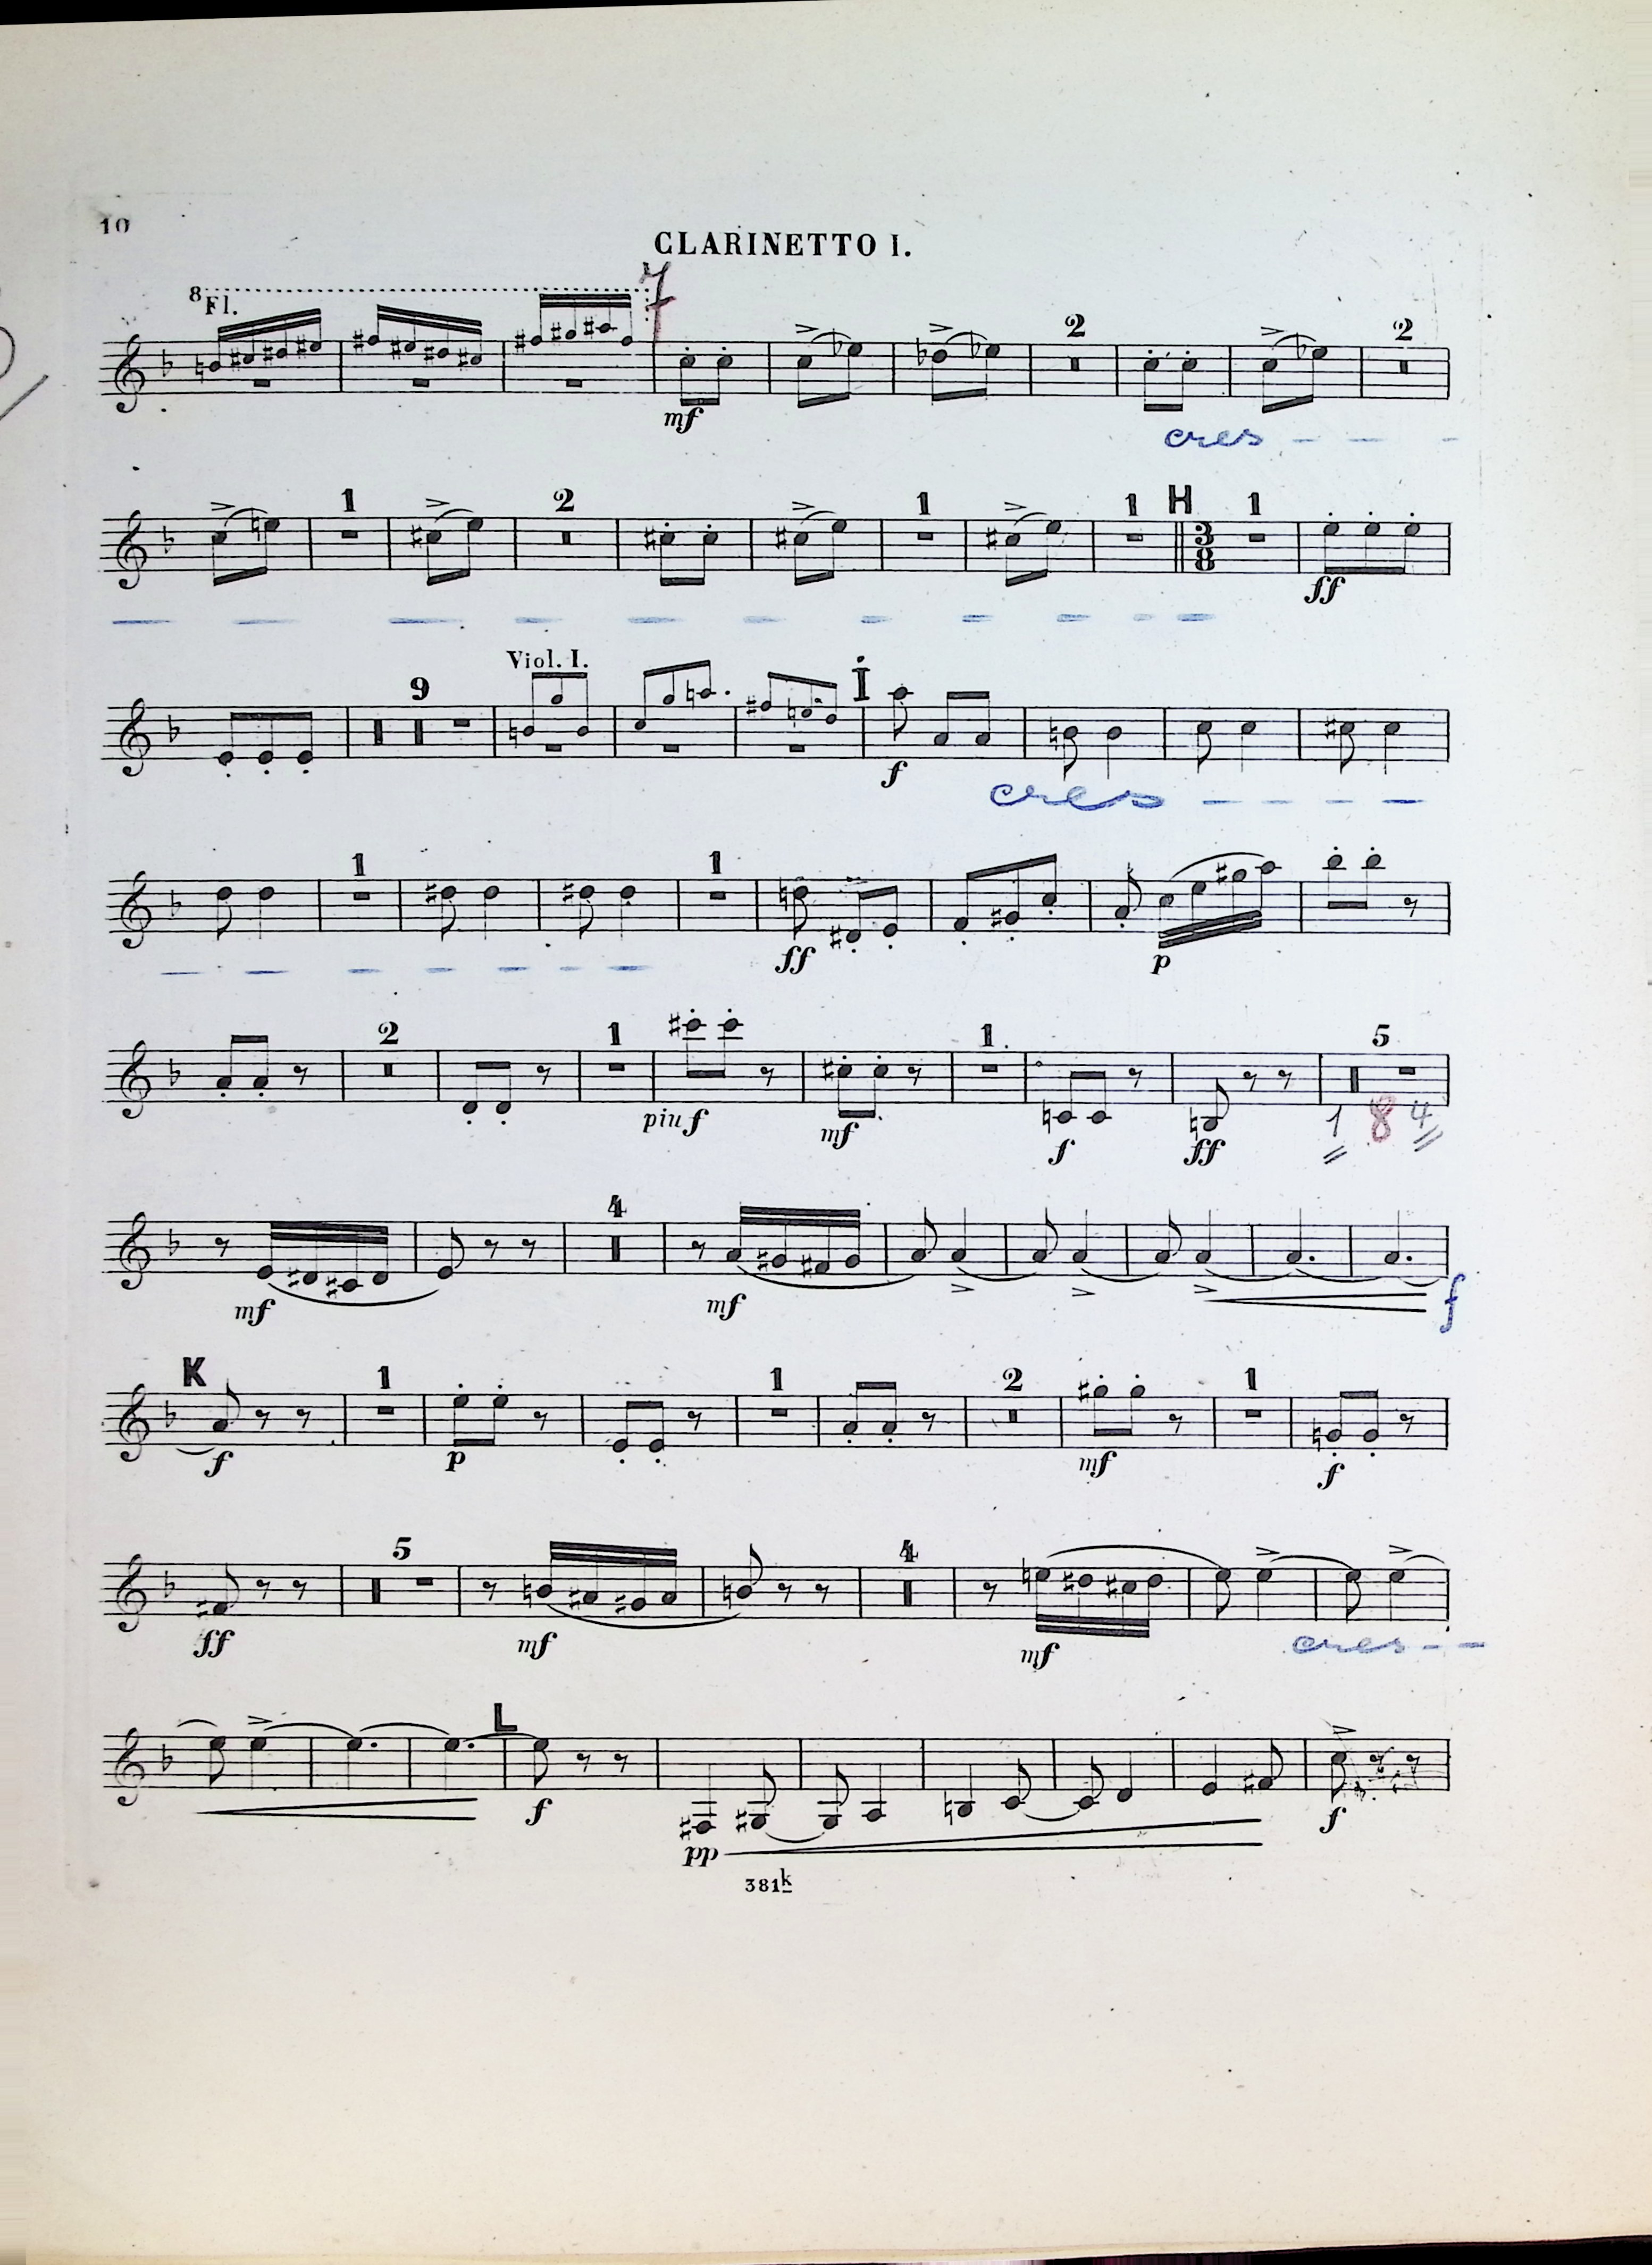 10
CLARINETTO I.
8 Fl. 7
2 2
mf
cres - - -
1 2 1 1 H 1
3
8
ff
9 Viol. I. I
f
cres - - - -
1 1
ff p
2 1 1 5
piu f mf f ff 1 8 4
4
mf mf f
K 1 1 2 1
f p mf f
5 4
ff mf mf cres - -
L
f f
pp
381k